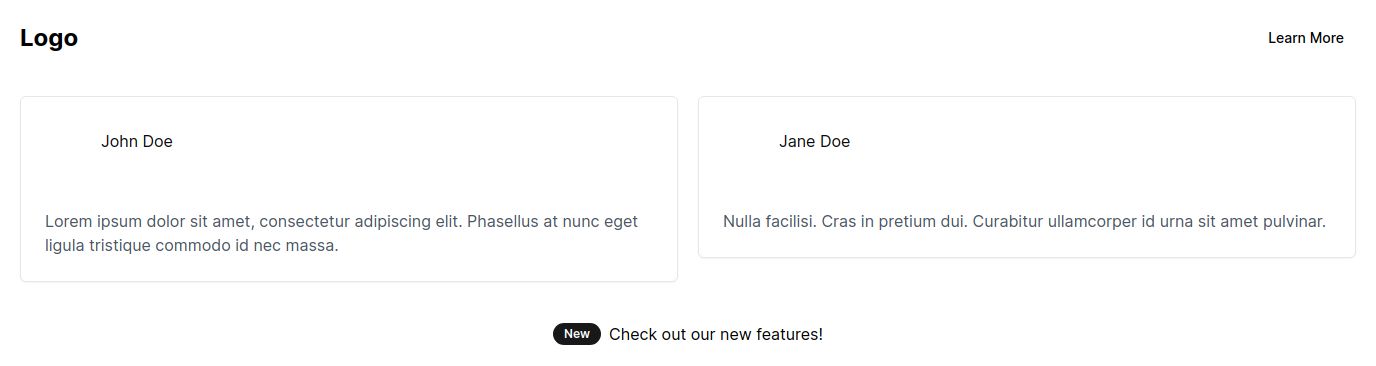 Logo
Learn More
John Doe
Lorem ipsum dolor sit amet, consectetur adipiscing elit. Phasellus at nunc eget
ligula tristique commodo id nec massa.
Jane Doe
Nulla facilisi. Cras in pretium dui. Curabitur ullamcorper id urna sit amet pulvinar.
New Check out our new features!